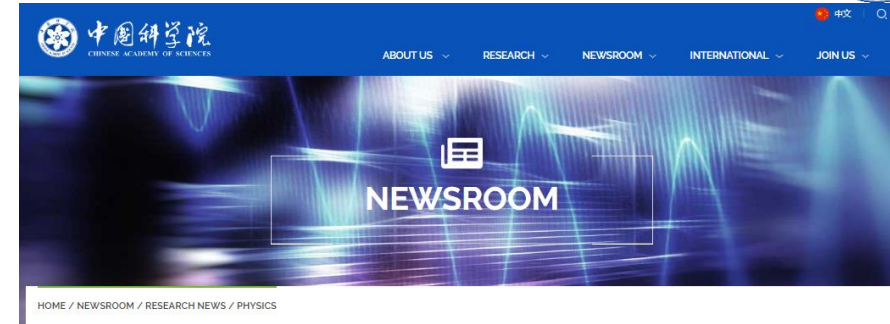 中文
中国科学院
CHINESE ACADEMY OF SCIENCES
ABOUT US
RESEARCH
NEWSROOM
INTERNATIONAL
JOIN US
NEWSROOM
HOME / NEWSROOM / RESEARCH NEWS / PHYSICS